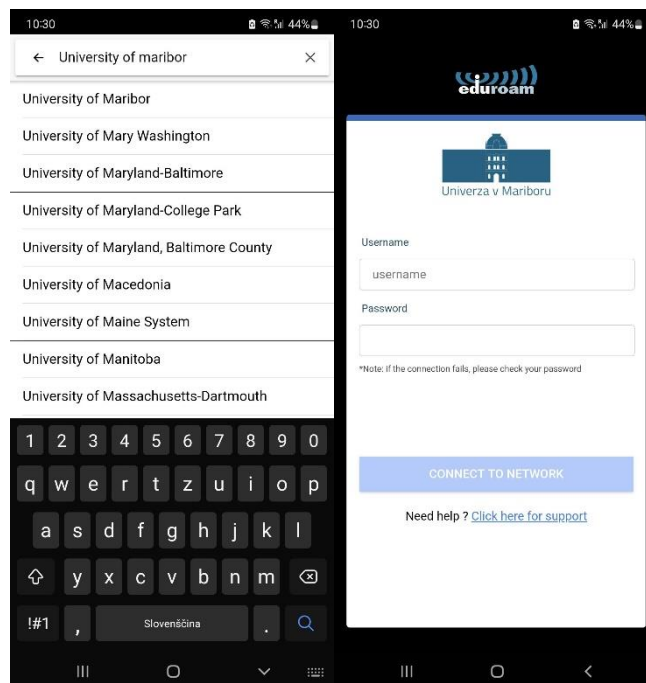 10:30
44%
University of maribor
University of Maribor
University of Mary Washington
University of Maryland-Baltimore
University of Maryland-College Park
University of Maryland, Baltimore County
University of Macedonia
University of Maine System
University of Manitoba
University of Massachusetts-Dartmouth
1 2 3 4 5 6 7 8 9 0
q w e r t z u i o p
a s d f g h j k l
y x c v b n m
!#1 , Slovenščina .
10:30
44%
eduroam
Univerza v Mariboru
Username
username
Password
*Note: If the connection fails, please check your password
CONNECT TO NETWORK
Need help ? Click here for support